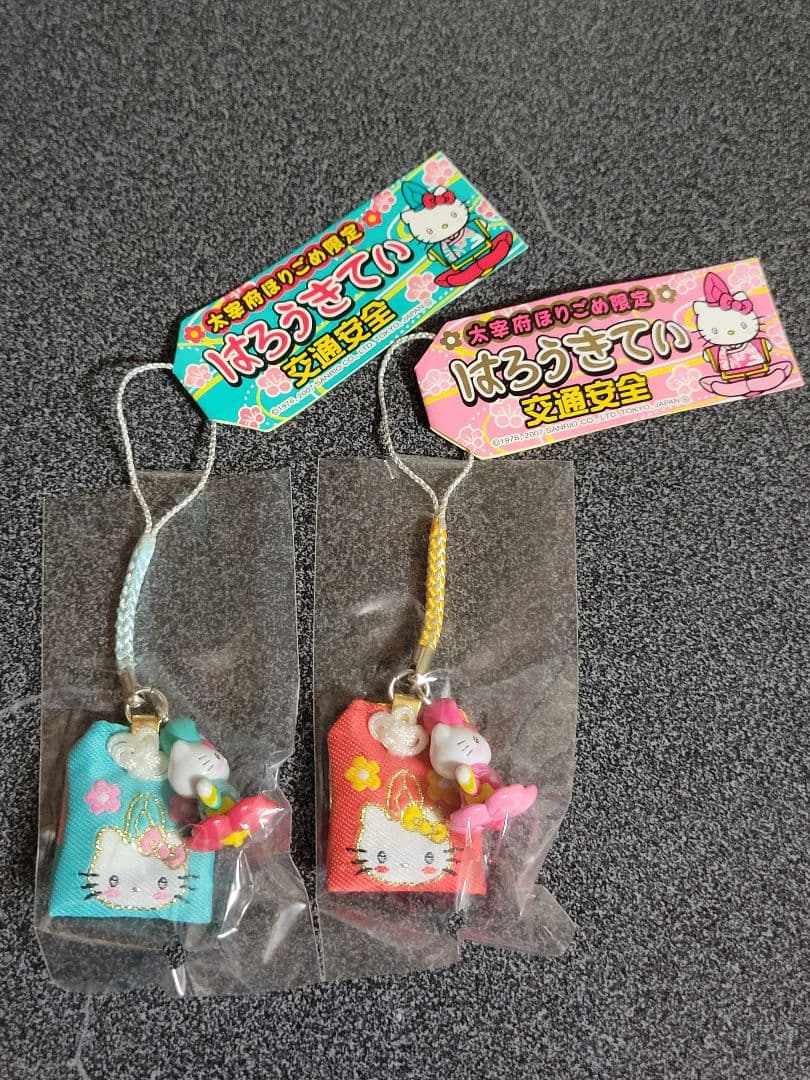 太宰府ほりごめ限定
はろうきてぃ
交通安全
©1976, 2007 SANRIO CO., LTD. TOKYO, JAPAN
太宰府ほりごめ限定
はろうきてぃ
交通安全
©1976, 2007 SANRIO CO., LTD. TOKYO, JAPAN Ⓛ